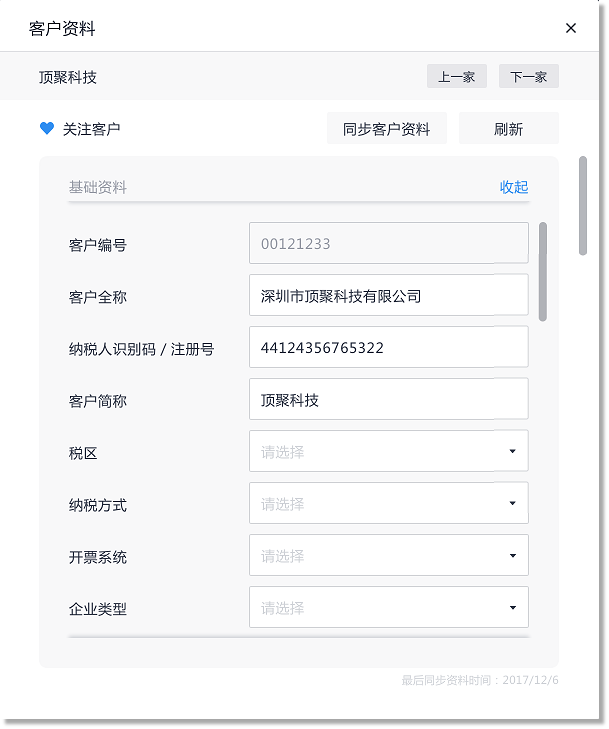 客户资料
顶聚科技 上一家 下一家
关注客户 同步客户资料 刷新
基础资料 收起
客户编号 00121233
客户全称 深圳市顶聚科技有限公司
纳税人识别码 / 注册号 44124356765322
客户简称 顶聚科技
税区 请选择
纳税方式 请选择
开票系统 请选择
企业类型 请选择
最后同步资料时间：2017/12/6